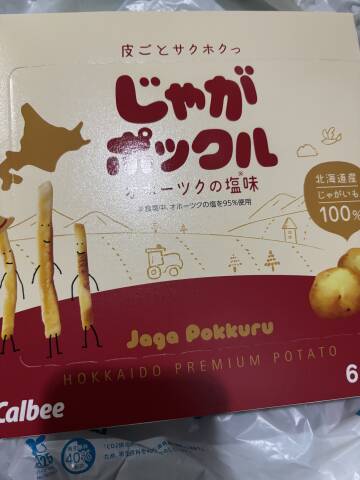 皮ごとサクホクっ
じゃが
ポックル
オホーツクの塩味
※食塩中、オホーツクの塩を95%使用
北海道産
じゃがいも
100%
Jaga Pokkuru
HOKKAIDO PREMIUM POTATO
6
Calbee
40%